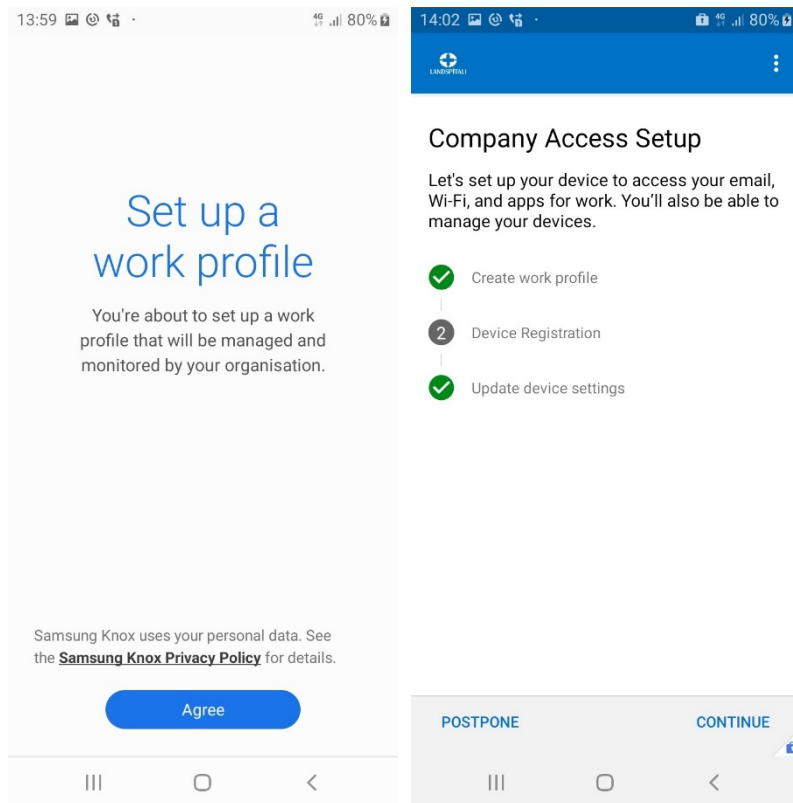 13:59
4G
80%
Set up a
work profile
You're about to set up a work
profile that will be managed and
monitored by your organisation.
Samsung Knox uses your personal data. See
the Samsung Knox Privacy Policy for details.
Agree
14:02
4G
80%
LANDSPÍTALI
Company Access Setup
Let's set up your device to access your email,
Wi-Fi, and apps for work. You’ll also be able to
manage your devices.
Create work profile
2
Device Registration
Update device settings
POSTPONE
CONTINUE